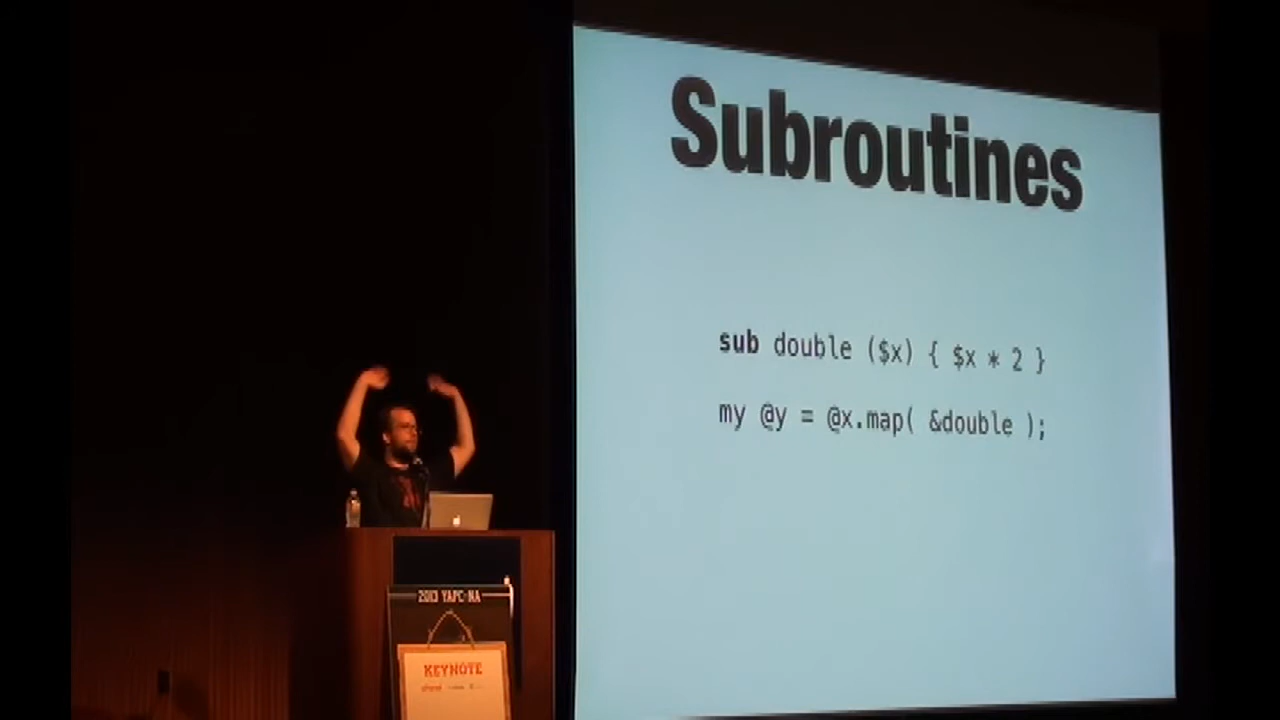 Subroutines
sub double ($x) { $x * 2 }
my @y = @x.map( &double );
2013 YAPC::NA
KEYNOTE